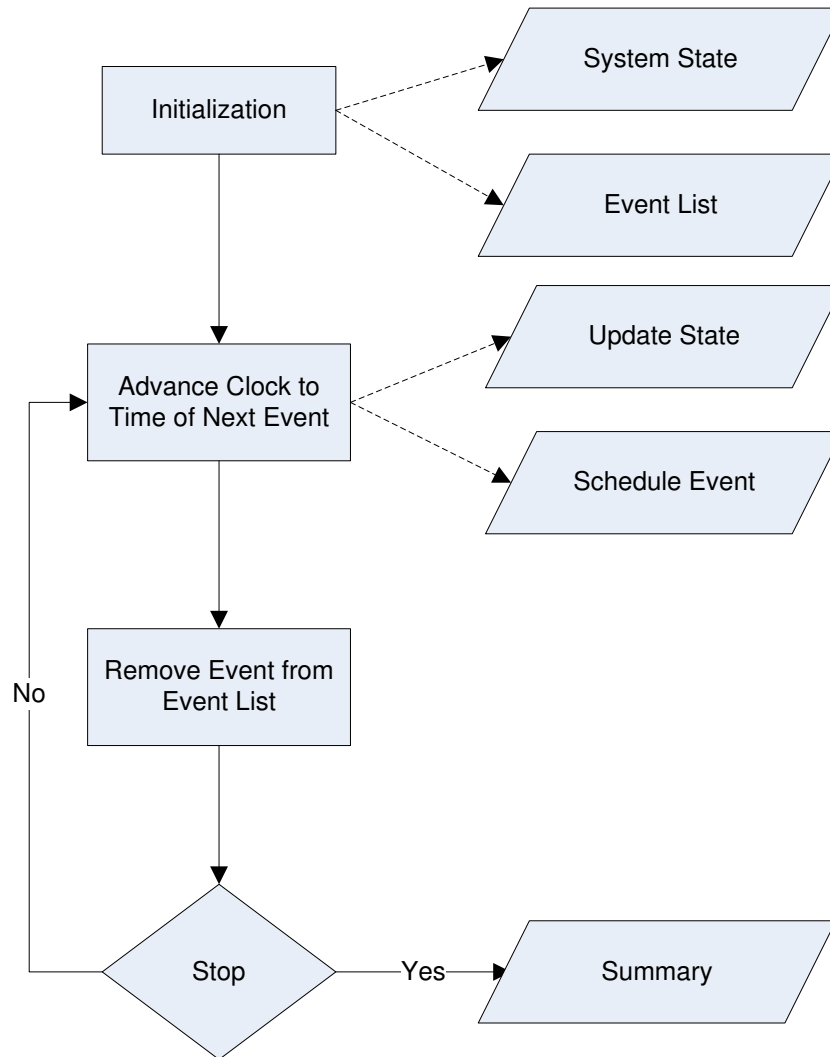 System State
Initialization
Event List
Update State
Advance Clock to
Time of Next Event
Schedule Event
Remove Event from
Event List
No
Stop
Yes
Summary